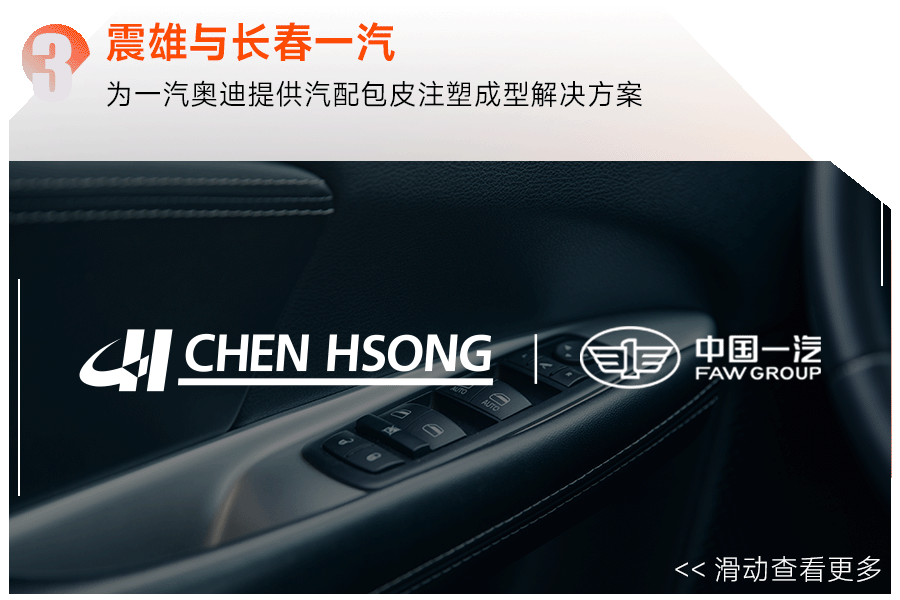 3
震雄与长春一汽
为一汽奥迪提供汽配包皮注塑成型解决方案
CHEN HSONG
中国一汽
FAW GROUP
AUTO
AUTO
<< 滑动查看更多